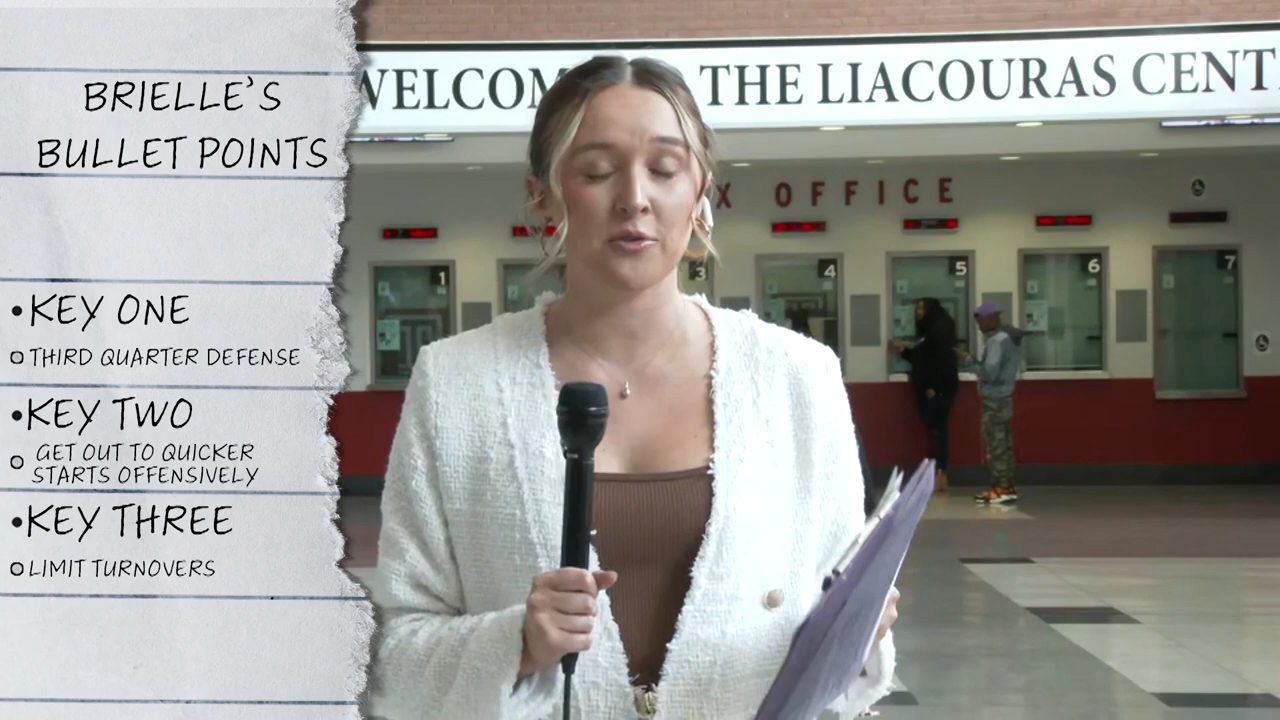 BRIELLE'S
BULLET POINTS
•KEY ONE
THIRD QUARTER DEFENSE
•KEY TWO
GET OUT TO QUICKER
STARTS OFFENSIVELY
•KEY THREE
LIMIT TURNOVERS
WELCOM THE LIACOURAS CENT
X OFFICE
1 3 4 5 6 7